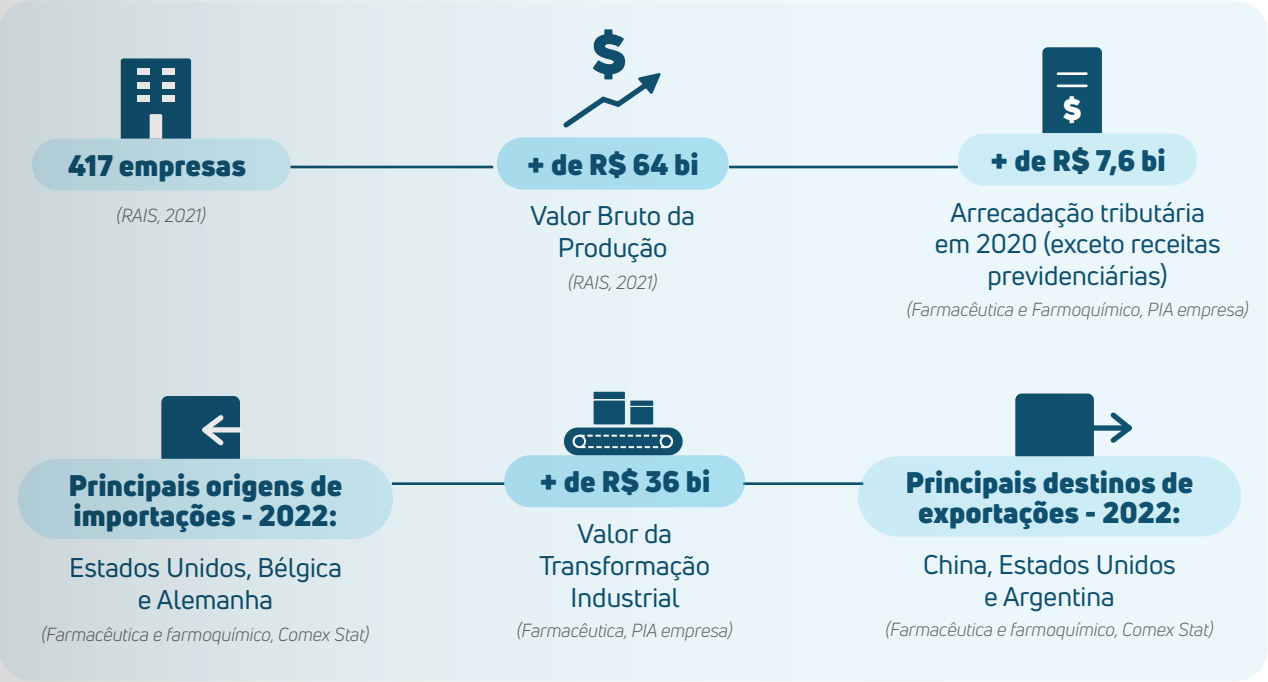 417 empresas
(RAIS, 2021)
$
+ de R$ 64 bi
Valor Bruto da
Produção
(RAIS, 2021)
$
+ de R$ 7,6 bi
Arrecadação tributária
em 2020 (exceto receitas
previdenciárias)
(Farmacêutica e Farmoquímico, PIA empresa)
Principais origens de
importações - 2022:
Estados Unidos, Bélgica
e Alemanha
(Farmacêutica e farmoquímico, Comex Stat)
+ de R$ 36 bi
Valor da
Transformação
Industrial
(Farmacêutica, PIA empresa)
Principais destinos de
exportações - 2022:
China, Estados Unidos
e Argentina
(Farmacêutica e farmoquímico, Comex Stat)